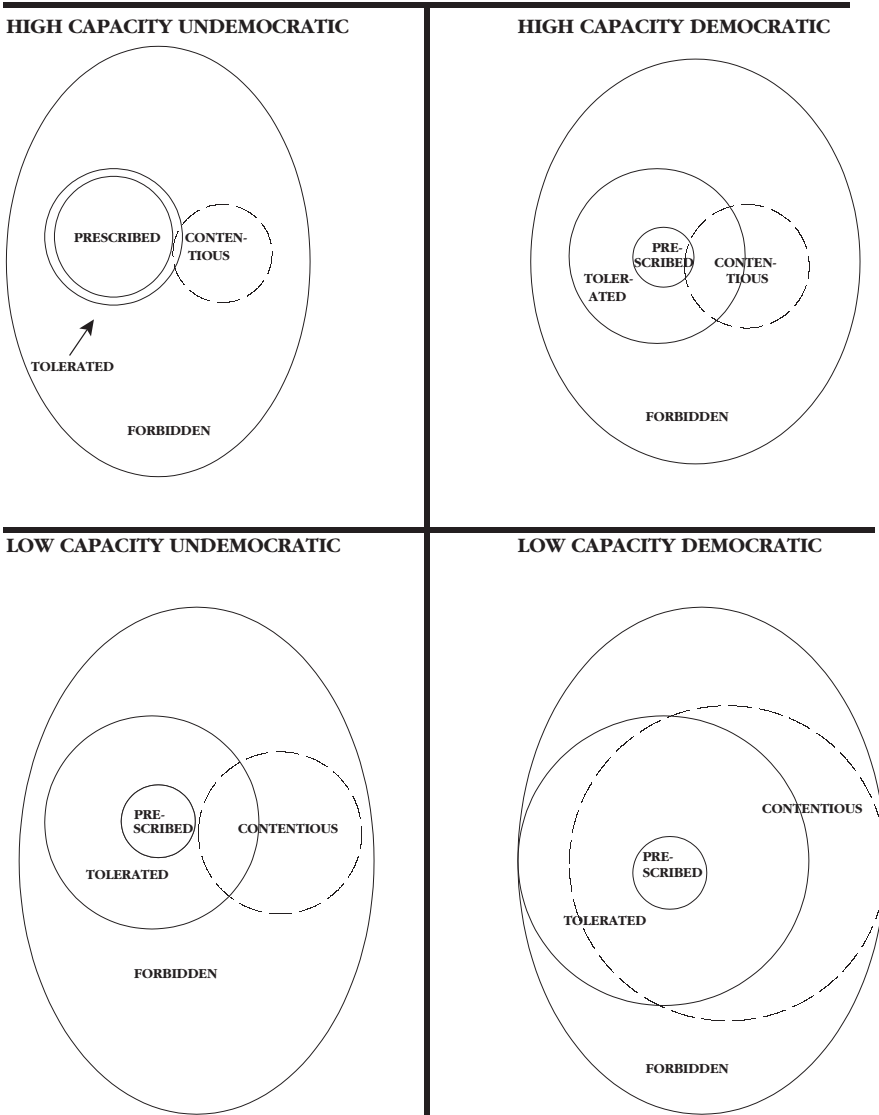 HIGH CAPACITY UNDEMOCRATIC
PRESCRIBED
CONTEN-
TIOUS
TOLERATED
FORBIDDEN
HIGH CAPACITY DEMOCRATIC
PRE-
SCRIBED
CONTEN-
TIOUS
TOLER-
ATED
FORBIDDEN
LOW CAPACITY UNDEMOCRATIC
PRE-
SCRIBED
CONTENTIOUS
TOLERATED
FORBIDDEN
LOW CAPACITY DEMOCRATIC
CONTENTIOUS
PRE-
SCRIBED
TOLERATED
FORBIDDEN